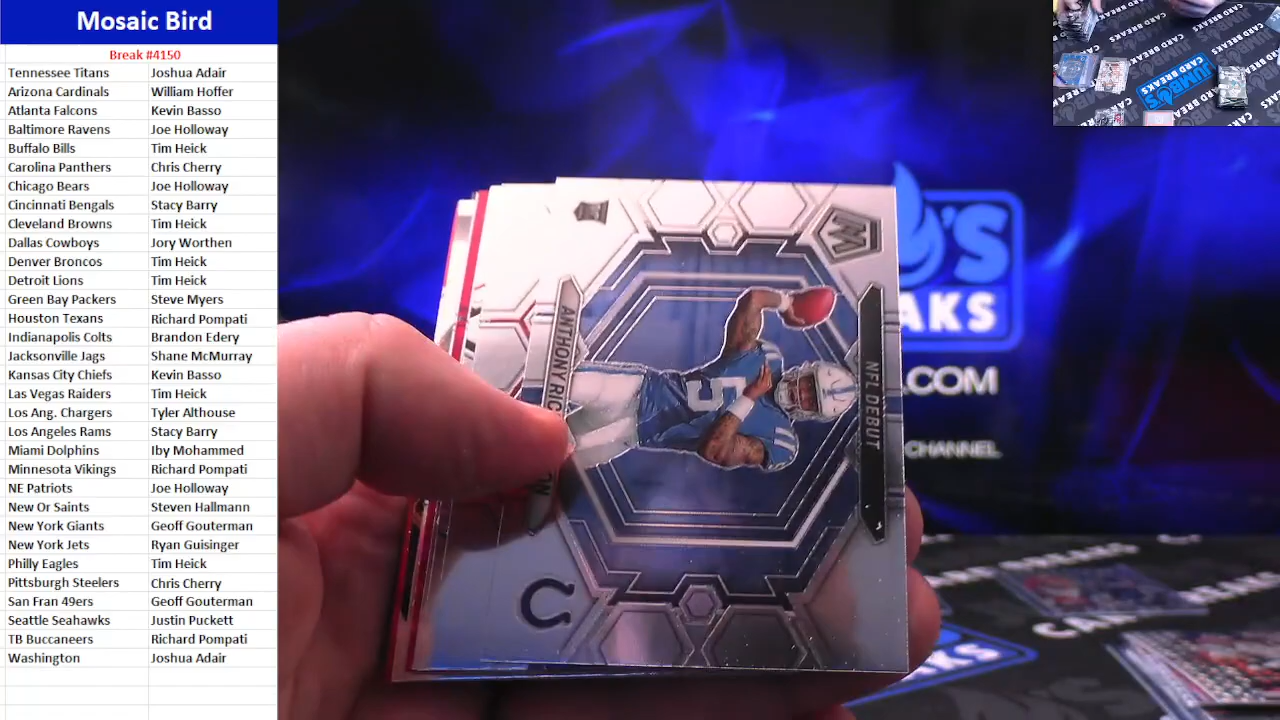 Mosaic Bird
Break #4150
Tennessee Titans Joshua Adair
Arizona Cardinals William Hoffer
Atlanta Falcons Kevin Basso
Baltimore Ravens Joe Holloway
Buffalo Bills Tim Heick
Carolina Panthers Chris Cherry
Chicago Bears Joe Holloway
Cincinnati Bengals Stacy Barry
Cleveland Browns Tim Heick
Dallas Cowboys Jory Worthen
Denver Broncos Tim Heick
Detroit Lions Tim Heick
Green Bay Packers Steve Myers
Houston Texans Richard Pompati
Indianapolis Colts Brandon Edery
Jacksonville Jags Shane McMurray
Kansas City Chiefs Kevin Basso
Las Vegas Raiders Tim Heick
Los Ang. Chargers Tyler Althouse
Los Angeles Rams Stacy Barry
Miami Dolphins Iby Mohammed
Minnesota Vikings Richard Pompati
NE Patriots Joe Holloway
New Or Saints Steven Hallmann
New York Giants Geoff Gouterman
New York Jets Ryan Guisinger
Philly Eagles Tim Heick
Pittsburgh Steelers Chris Cherry
San Fran 49ers Geoff Gouterman
Seattle Seahawks Justin Puckett
TB Buccaneers Richard Pompati
Washington Joshua Adair
NFL DEBUT
ANTHONY
5
O'S
.COM
CHANNEL
JUMBO'S
CARD BREAKS